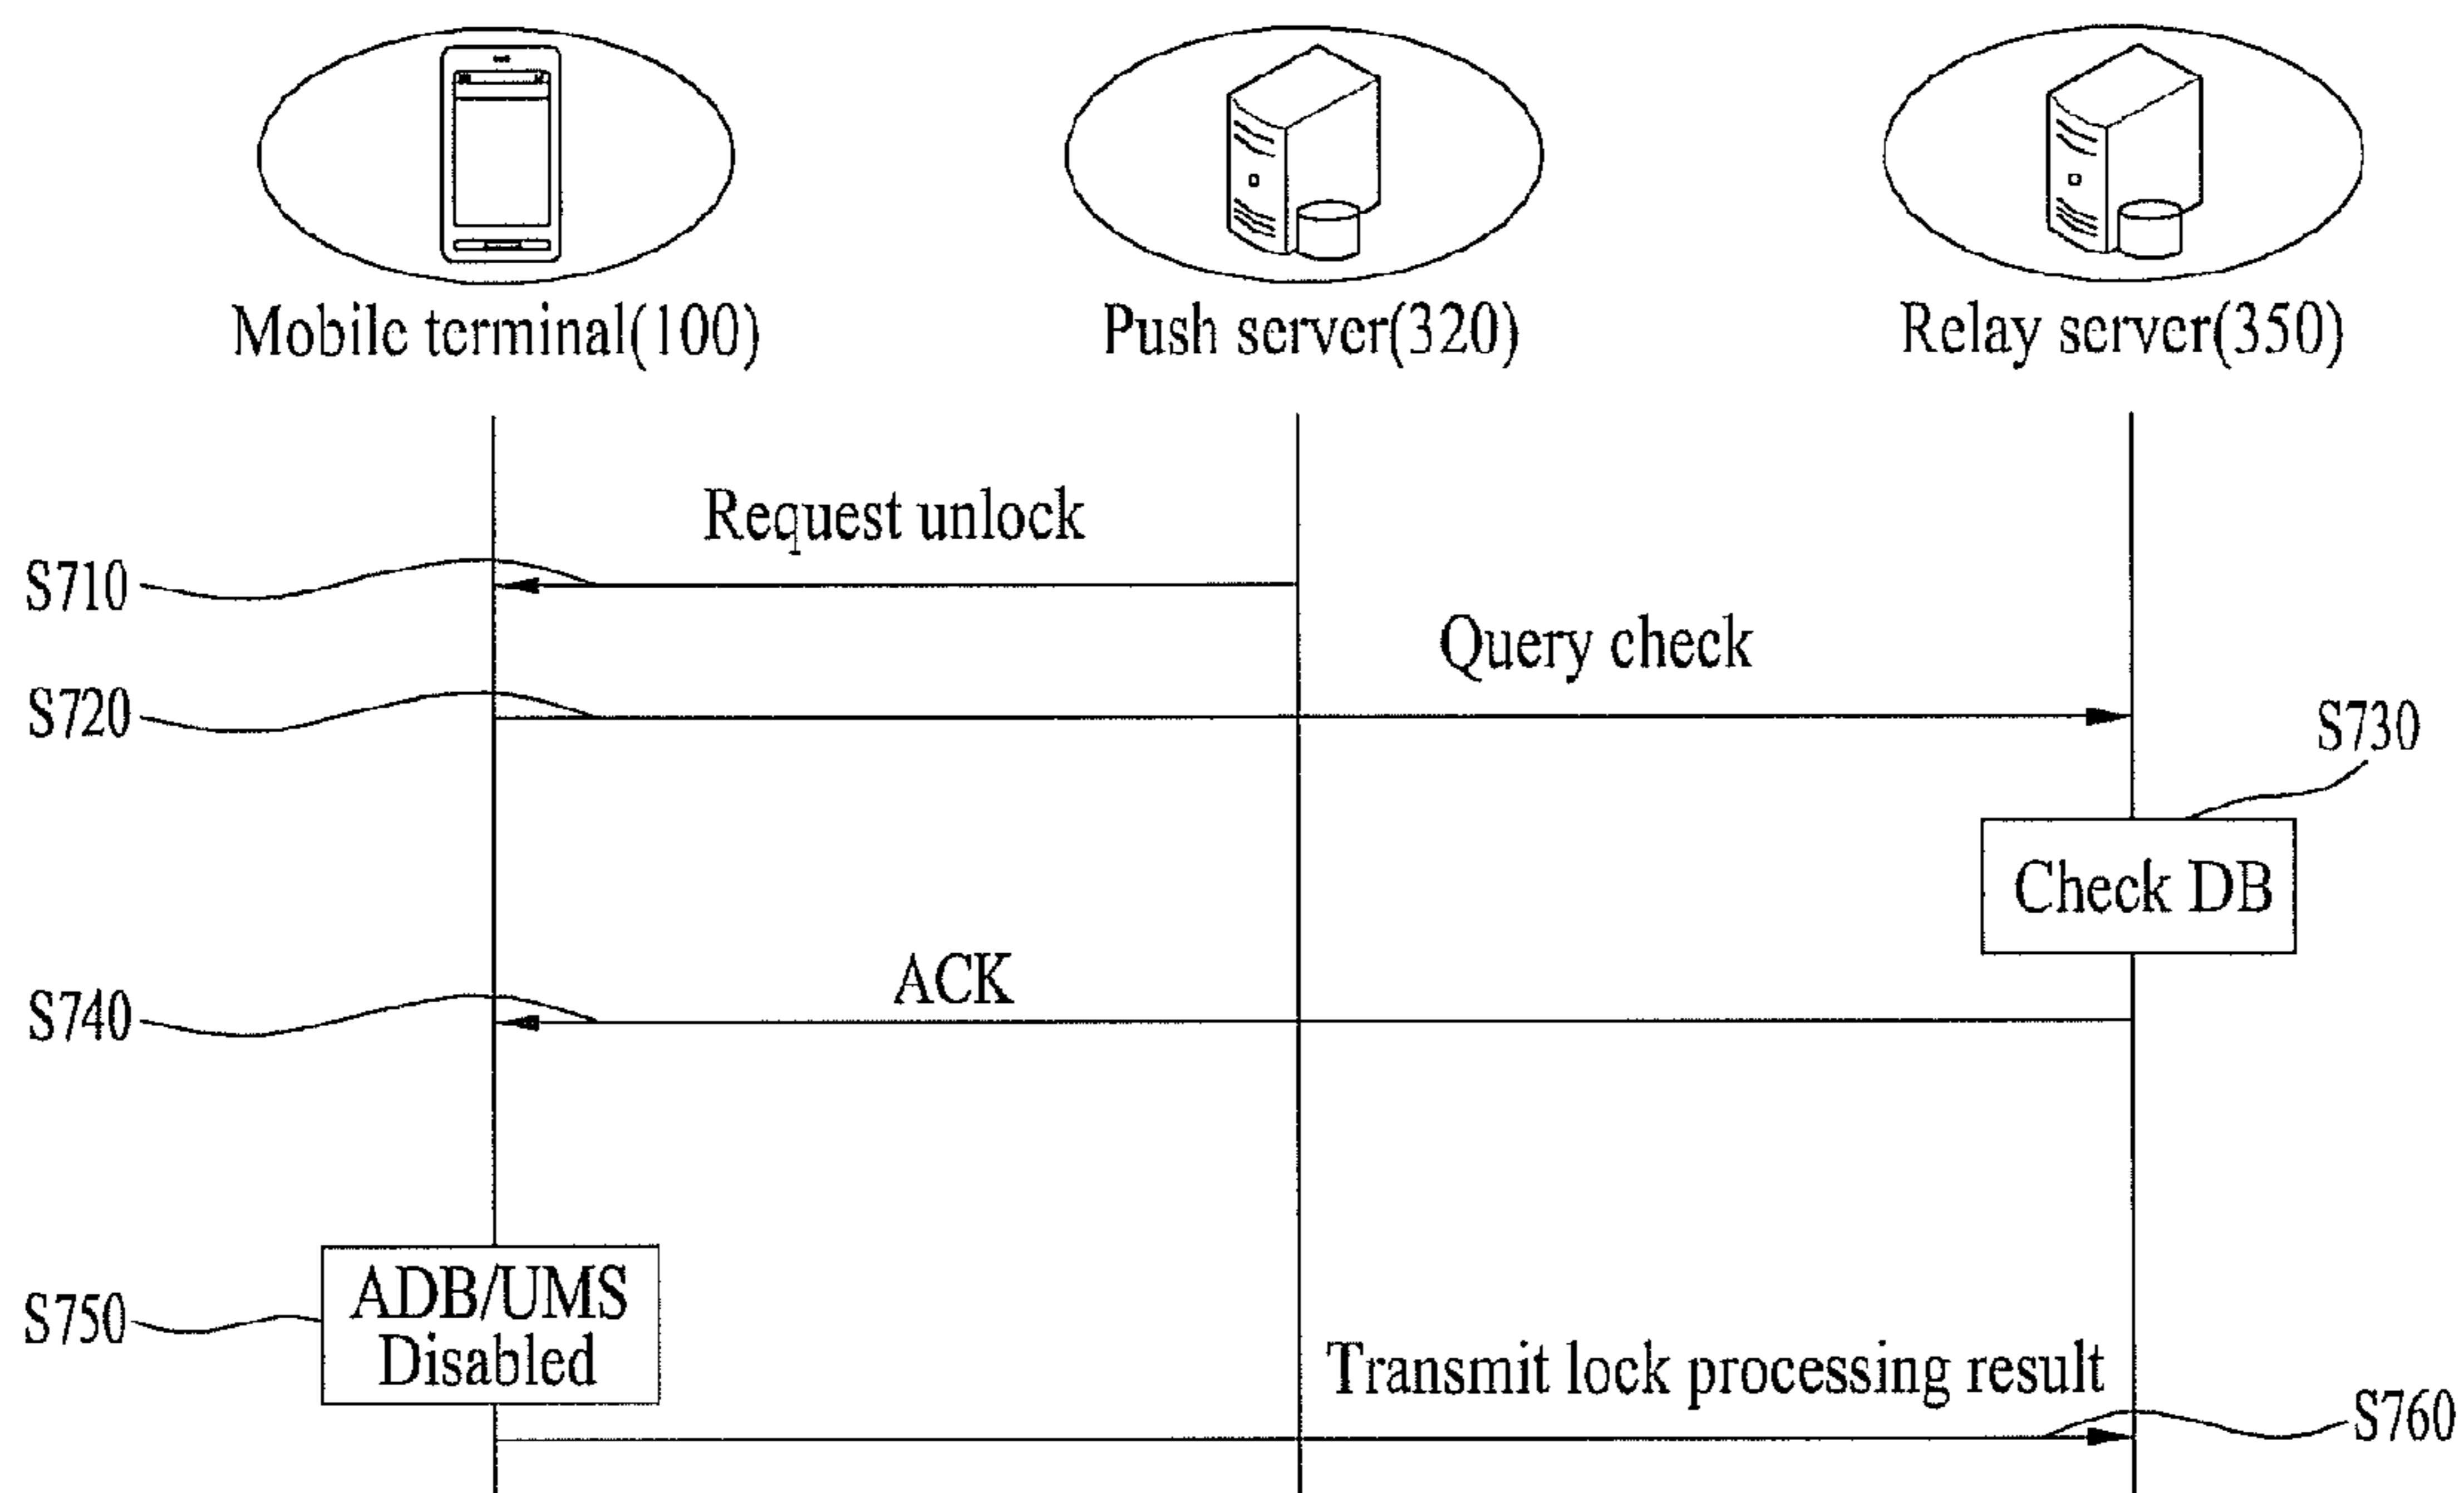 Mobile terminal(100)
Push server(320)
Relay server(350)
Request unlock
S710
Query check
S720
S730
Check DB
ACK
S740
ADB/UMS
Disabled
S750
Transmit lock processing result
S760